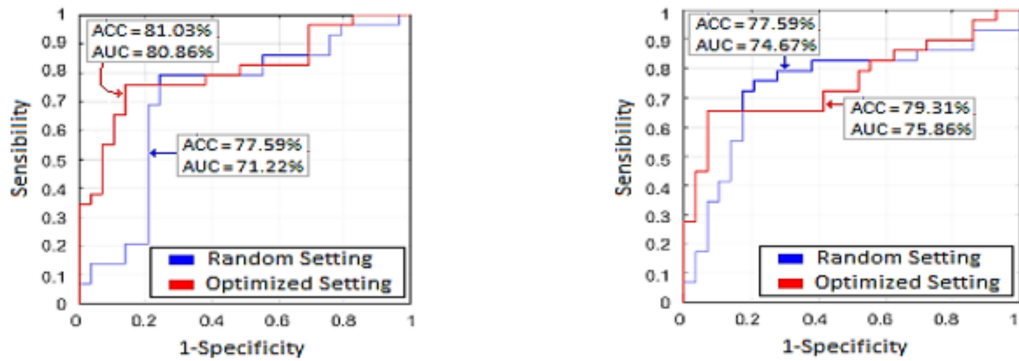 ACC = 81.03%
AUC = 80.86%
ACC = 77.59%
AUC = 71.22%
Random Setting
Optimized Setting
Sensibility
1
0.9
0.8
0.7
0.6
0.5
0.4
0.3
0.2
0.1
0
0
0.2
0.4
0.6
0.8
1
1-Specificity
ACC = 77.59%
AUC = 74.67%
ACC = 79.31%
AUC = 75.86%
Random Setting
Optimized Setting
Sensibility
1
0.9
0.8
0.7
0.6
0.5
0.4
0.3
0.2
0.1
0
0
0.2
0.4
0.6
0.8
1
1-Specificity